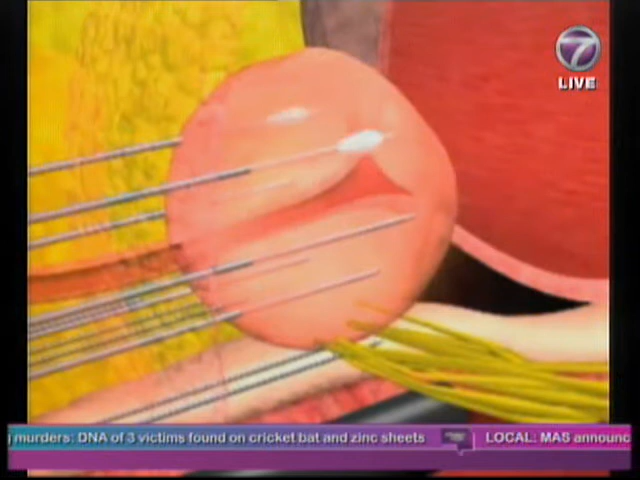 7
LIVE
murders: DNA of 3 victims found on cricket bat and zinc sheets
LOCAL: MAS announc